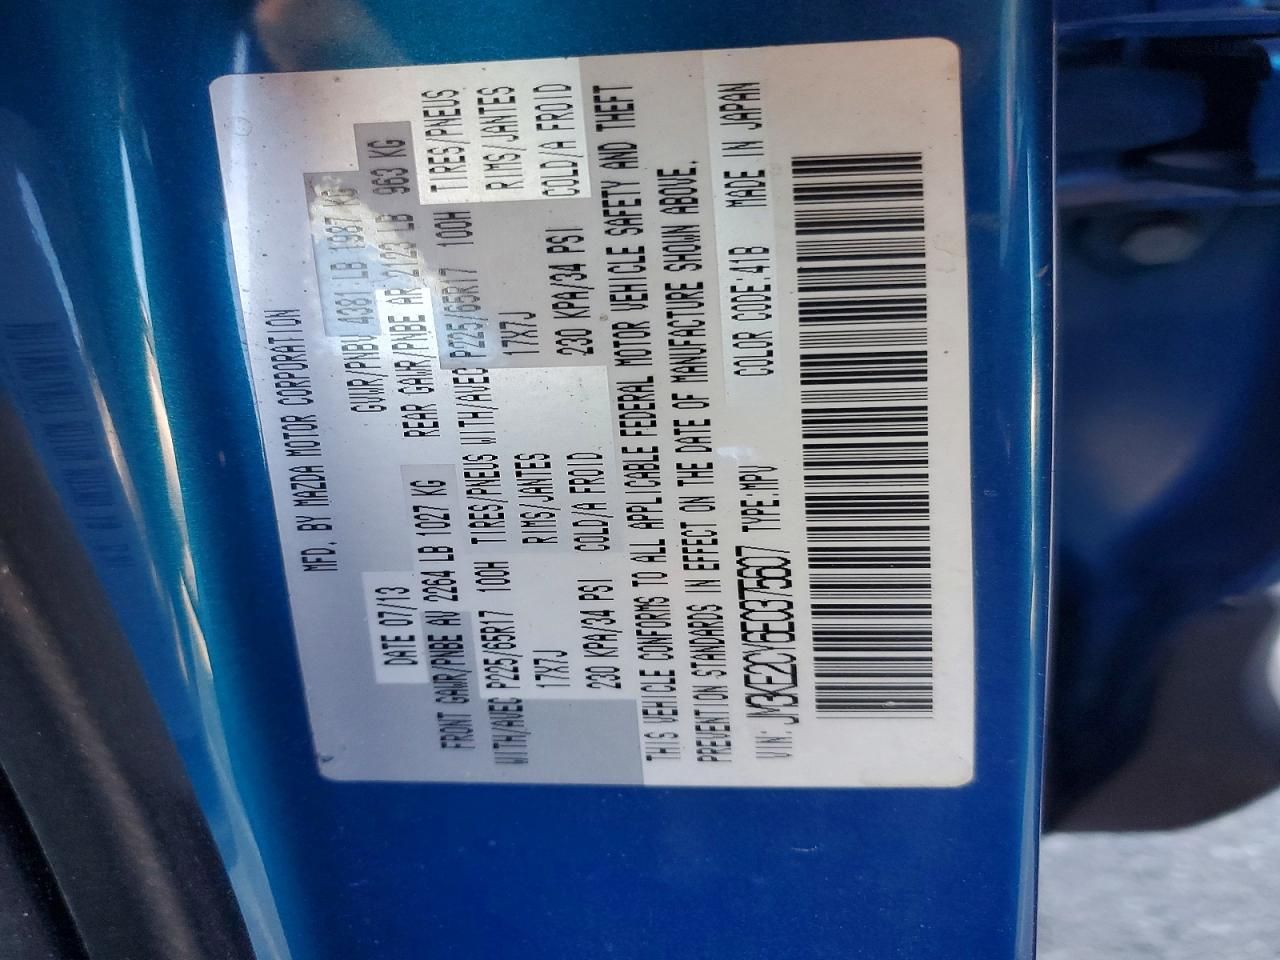 MFD. BY MAZDA MOTOR CORPORATION
DATE 07/13 GVWR/PNBV 4381 LB 1987 KG
FRONT GAWR/PNBE AV 2264 LB 1027 KG REAR GAWR/PNBE AR 2123 LB 963 KG
WITH/AVEC P225/65R17 100H TIRES/PNEUS WITH/AVEC P225/65R17 100H TIRES/PNEUS
17X7J RIMS/JANTES 17X7J RIMS/JANTES
230 KPA/34 PSI COLD/A FROID 230 KPA/34 PSI COLD/A FROID
THIS VEHICLE CONFORMS TO ALL APPLICABLE FEDERAL MOTOR VEHICLE SAFETY AND THEFT
PREVENTION STANDARDS IN EFFECT ON THE DATE OF MANUFACTURE SHOWN ABOVE.
VIN: JM3KE2CY6E0375607 TYPE:MPV COLOR CODE:41B MADE IN JAPAN